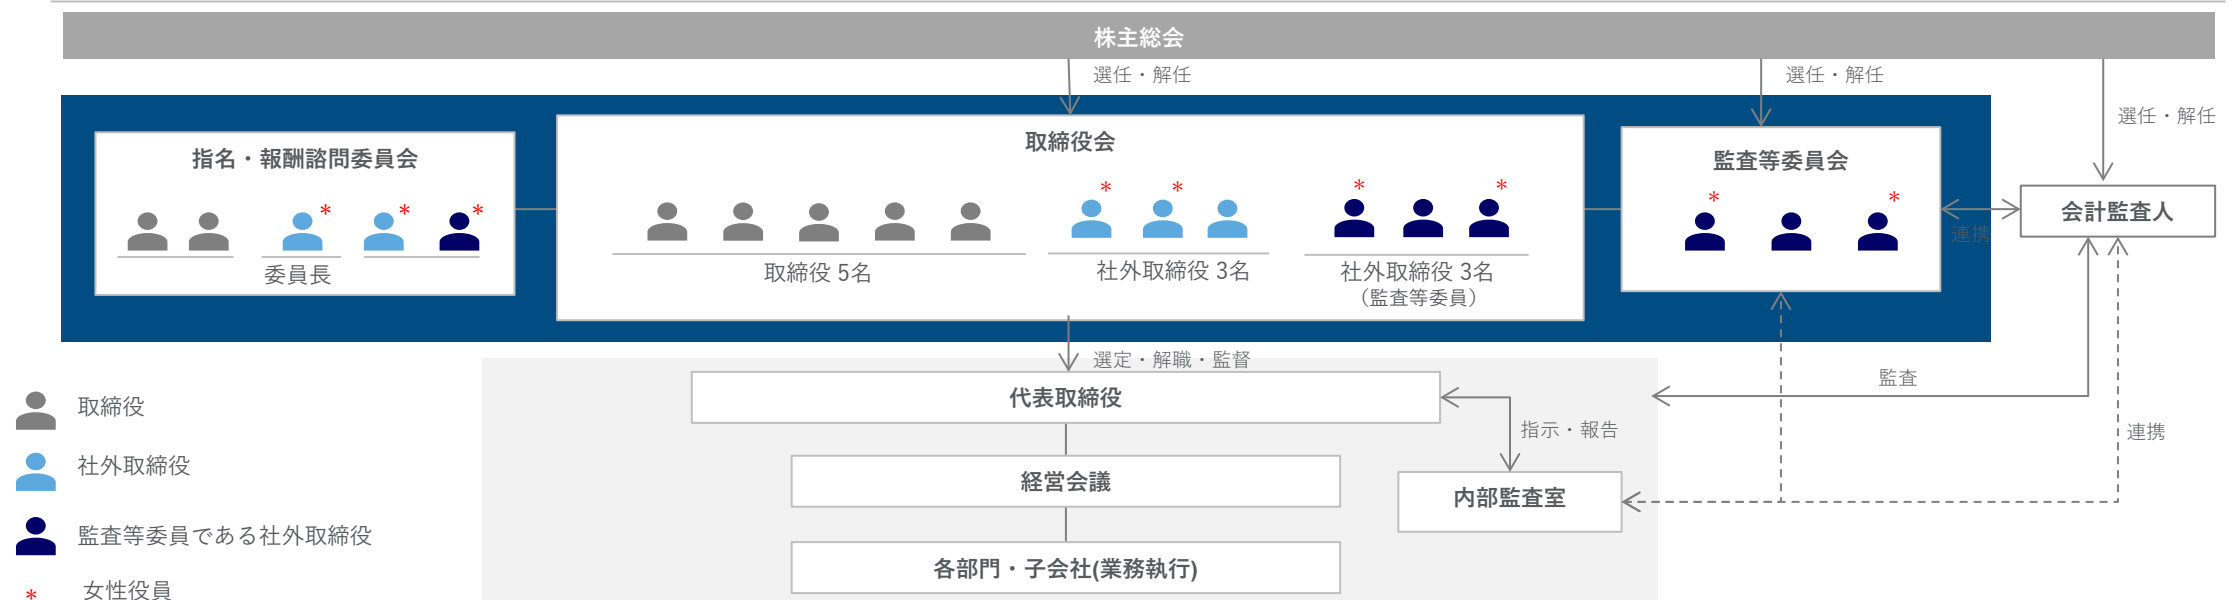 株主総会
選任・解任
選任・解任
選任・解任
指名・報酬諮問委員会
取締役会
監査等委員会
会計監査人
* * *
* *
* *
* *
連携
委員長
取締役 5名
社外取締役 3名
社外取締役 3名
（監査等委員）
選定・解職・監督
代表取締役
監査
取締役
指示・報告
連携
社外取締役
経営会議
内部監査室
監査等委員である社外取締役
各部門・子会社(業務執行)
* 女性役員